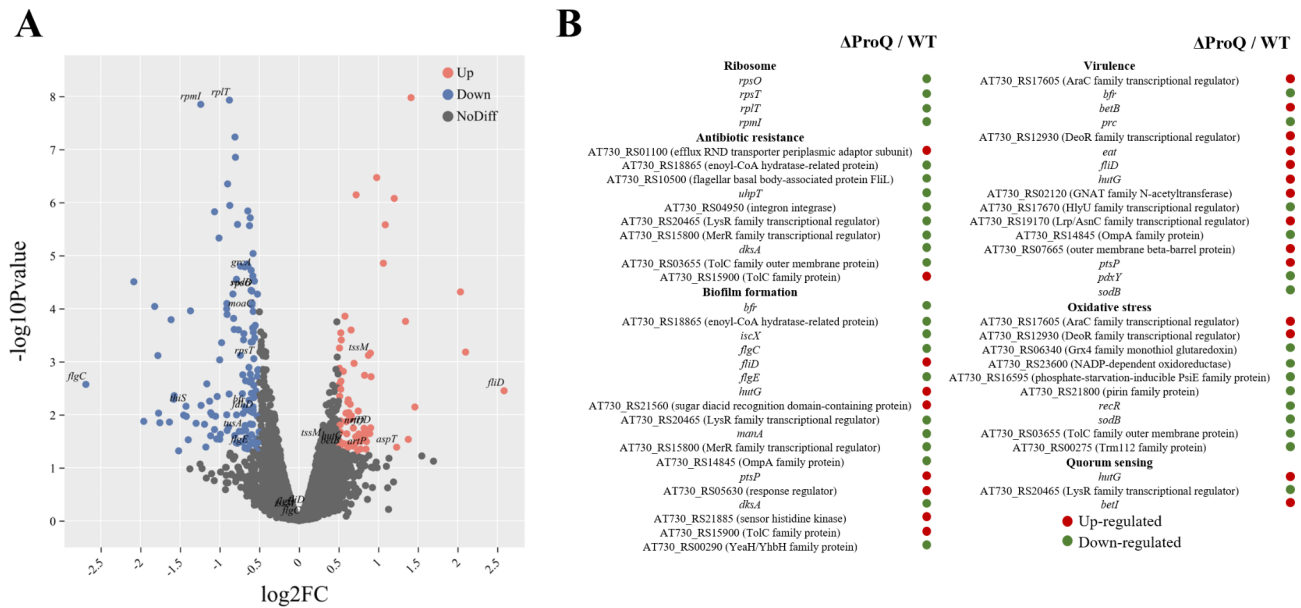 A
Up
Down
NoDiff
8
7
6
5
4
3
2
1
0
-log10Pvalue
rpmI
rplT
grcA
moaC
rpsT
flgC
thiS
tusA
flgE
tssM
fliD
tssM
artP
aspT
fliD
flgC
-2.5
-2
-1.5
-1
-0.5
0
0.5
1
1.5
2
2.5
log2FC
B
ΔProQ / WT
Ribosome
rpsO
rpsT
rplT
rpmI
Antibiotic resistance
AT730_RS01100 (efflux RND transporter periplasmic adaptor subunit)
AT730_RS18865 (enoyl-CoA hydratase-related protein)
AT730_RS10500 (flagellar basal body-associated protein FliL)
uhpT
AT730_RS04950 (integron integrase)
AT730_RS20465 (LysR family transcriptional regulator)
AT730_RS15800 (MerR family transcriptional regulator)
dksA
AT730_RS03655 (TolC family outer membrane protein)
AT730_RS15900 (TolC family protein)
Biofilm formation
bfr
AT730_RS18865 (enoyl-CoA hydratase-related protein)
iscX
flgC
fliD
flgE
hutG
AT730_RS21560 (sugar diacid recognition domain-containing protein)
AT730_RS20465 (LysR family transcriptional regulator)
manA
AT730_RS15800 (MerR family transcriptional regulator)
AT730_RS14845 (OmpA family protein)
ptsP
AT730_RS05630 (response regulator)
dksA
AT730_RS21885 (sensor histidine kinase)
AT730_RS15900 (TolC family protein)
AT730_RS00290 (YeaH/YhbH family protein)
ΔProQ / WT
Virulence
AT730_RS17605 (AraC family transcriptional regulator)
bfr
betB
prc
AT730_RS12930 (DeoR family transcriptional regulator)
eat
fliD
hutG
AT730_RS02120 (GNAT family N-acetyltransferase)
AT730_RS17670 (HlyU family transcriptional regulator)
AT730_RS19170 (Lrp/AsnC family transcriptional regulator)
AT730_RS14845 (OmpA family protein)
AT730_RS07665 (outer membrane beta-barrel protein)
ptsP
pdxY
sodB
Oxidative stress
AT730_RS17605 (AraC family transcriptional regulator)
AT730_RS12930 (DeoR family transcriptional regulator)
AT730_RS06340 (Grx4 family monothiol glutaredoxin)
AT730_RS23600 (NADP-dependent oxidoreductase)
AT730_RS16595 (phosphate-starvation-inducible PsiE family protein)
AT730_RS21800 (pirin family protein)
recR
sodB
AT730_RS03655 (TolC family outer membrane protein)
AT730_RS00275 (Trm112 family protein)
Quorum sensing
hutG
AT730_RS20465 (LysR family transcriptional regulator)
betI
Up-regulated
Down-regulated